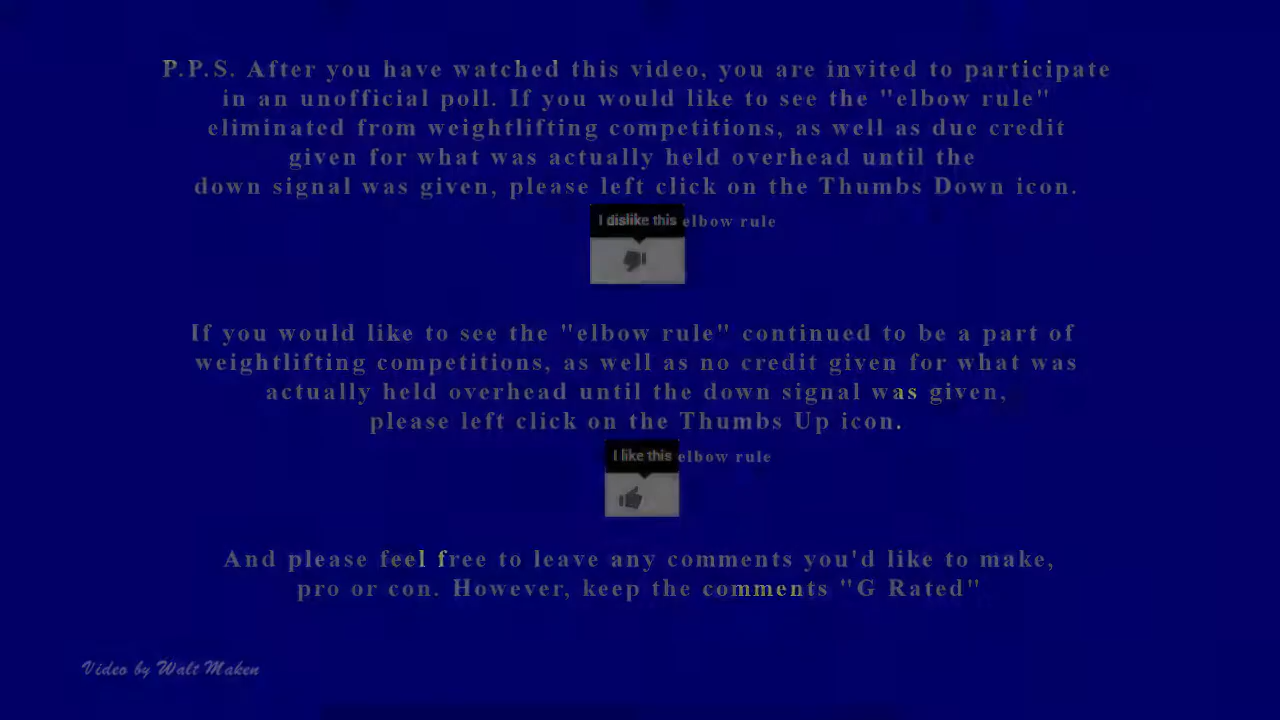 P.P.S. After you have watched this video, you are invited to participate
in an unofficial poll. If you would like to see the "elbow rule"
eliminated from weightlifting competitions, as well as due credit
given for what was actually held overhead until the
down signal was given, please left click on the Thumbs Down icon.
I dislike this elbow rule
If you would like to see the "elbow rule" continued to be a part of
weightlifting competitions, as well as no credit given for what was
actually held overhead until the down signal was given,
please left click on the Thumbs Up icon.
I like this elbow rule
And please feel free to leave any comments you'd like to make,
pro or con. However, keep the comments "G Rated"
Video by Walt Maken